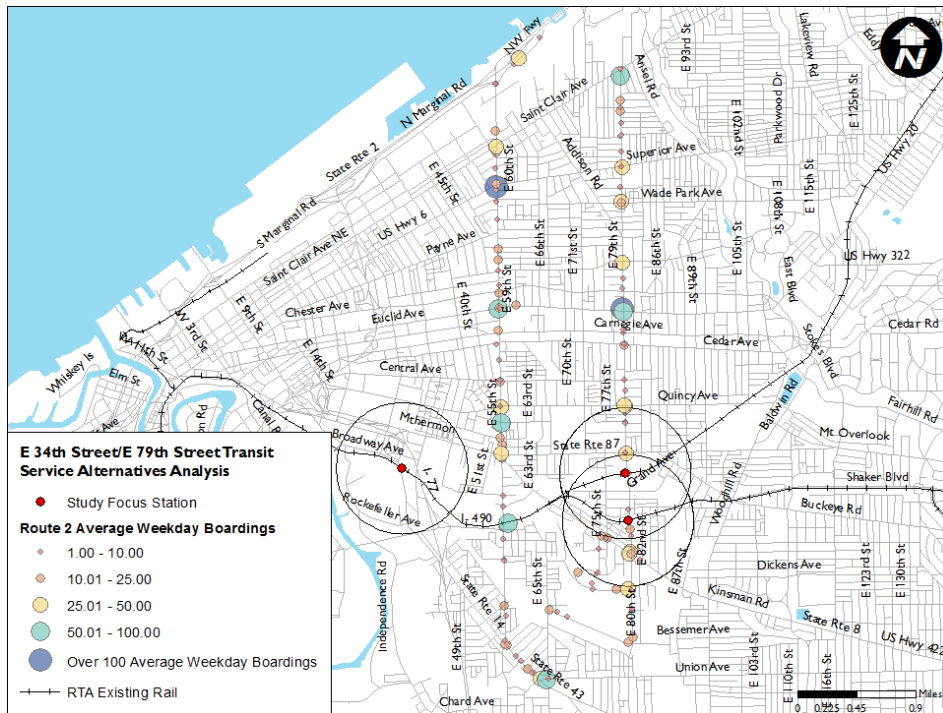 NW Fwy
E 93rd St
Lakeview Rd
N
Ansel Rd
Parkwood Dr
E 125th St
N Marginal Rd
Saint Clair Ave
E 102nd St
US Hwy 20
State Rte 2
Addison Rd
Superior Ave
E 60th St
E 45th St
Wade Park Ave
E 108th St
E 115th St
S Marginal Rd
US Hwy 6
Saint Clair Ave NE
Payne Ave
E 66th St
E 71st St
E 79th St
E 86th St
E 89th St
E 105th St
US Hwy 322
East Blvd
E 9th St
W 3rd St
Chester Ave
Euclid Ave
E 40th St
E 59th St
Carnegie Ave
Cedar Ave
Cedar Rd
Stokes Blvd
Whiskey Is
Elm St
E 14th St
Central Ave
E 70th St
E 55th St
E 63rd St
E 77th St
Quincy Ave
Baldwin Rd
Fairhill Rd
Canal R
Mthermon
Broadway Ave
State Rte 87
Mt Overlook
I- 77
E 51st St
E 63rd St
Grand Ave
Woodhill Rd
Shaker Blvd
Rockefeller Ave
I- 490
E 75th St
E 82nd St
Buckeye Rd
E 87th St
Dickens Ave
E 123rd St
E 130th St
Independence Rd
State Rte 14
E 65th St
Kinsman Rd
State Rte 8
E 49th St
E 80th St
Bessemer Ave
US Hwy 422
E 103rd St
Union Ave
State Rte 43
E 110th St
E 116th St
Chard Ave
Miles
0 0.225 0.45 0.9
E 34th Street/E 79th Street Transit
Service Alternatives Analysis
Study Focus Station
Route 2 Average Weekday Boardings
1.00 - 10.00
10.01 - 25.00
25.01 - 50.00
50.01 - 100.00
Over 100 Average Weekday Boardings
RTA Existing Rail